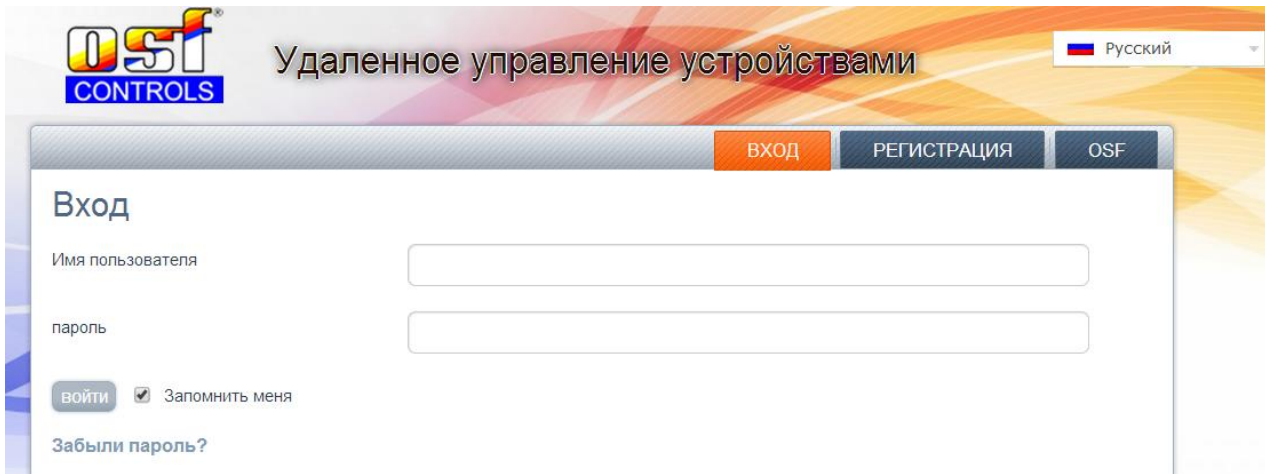 osf®
CONTROLS
Удаленное управление устройствами
Русский
ВХОД
РЕГИСТРАЦИЯ
OSF
Вход
Имя пользователя
пароль
войти
Запомнить меня
Забыли пароль?